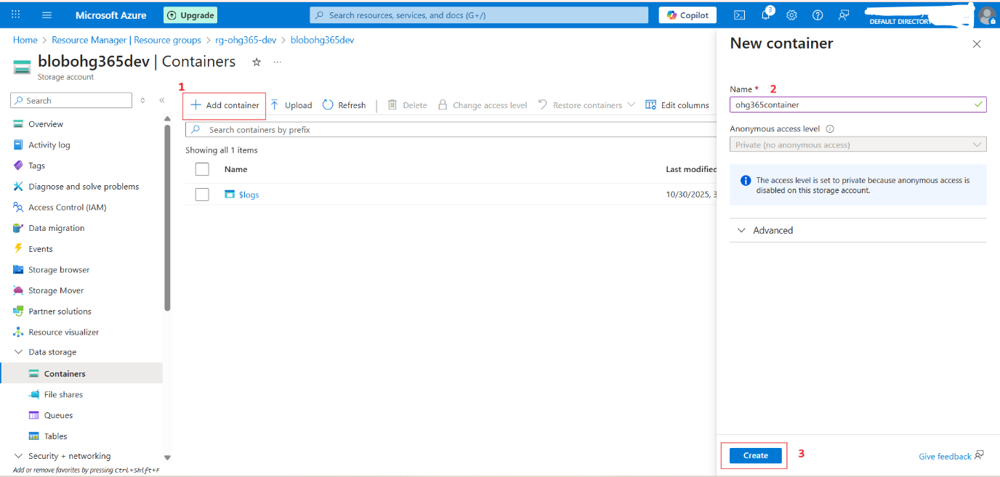 Microsoft Azure
Upgrade
Search resources, services, and docs (G+/)
Copilot
3
DEFAULT DIRECTORY
Home > Resource Manager | Resource groups > rg-ohg365-dev > blobohg365dev
blobohg365dev | Containers
Storage account
Search
Overview
Activity log
Tags
Diagnose and solve problems
Access Control (IAM)
Data migration
Events
Storage browser
Storage Mover
Partner solutions
Resource visualizer
Data storage
Containers
File shares
Queues
Tables
Security + networking
Add or remove favorites by pressing Ctrl+Shift+F
1
Add container
Upload
Refresh
Delete
Change access level
Restore containers
Edit columns
Search containers by prefix
Showing all 1 items
Name
Last modified
$logs
10/30/2025, 3
New container
Name * 2
ohg365container
Anonymous access level
Private (no anonymous access)
The access level is set to private because anonymous access is
disabled on this storage account.
Advanced
Create
3
Give feedback